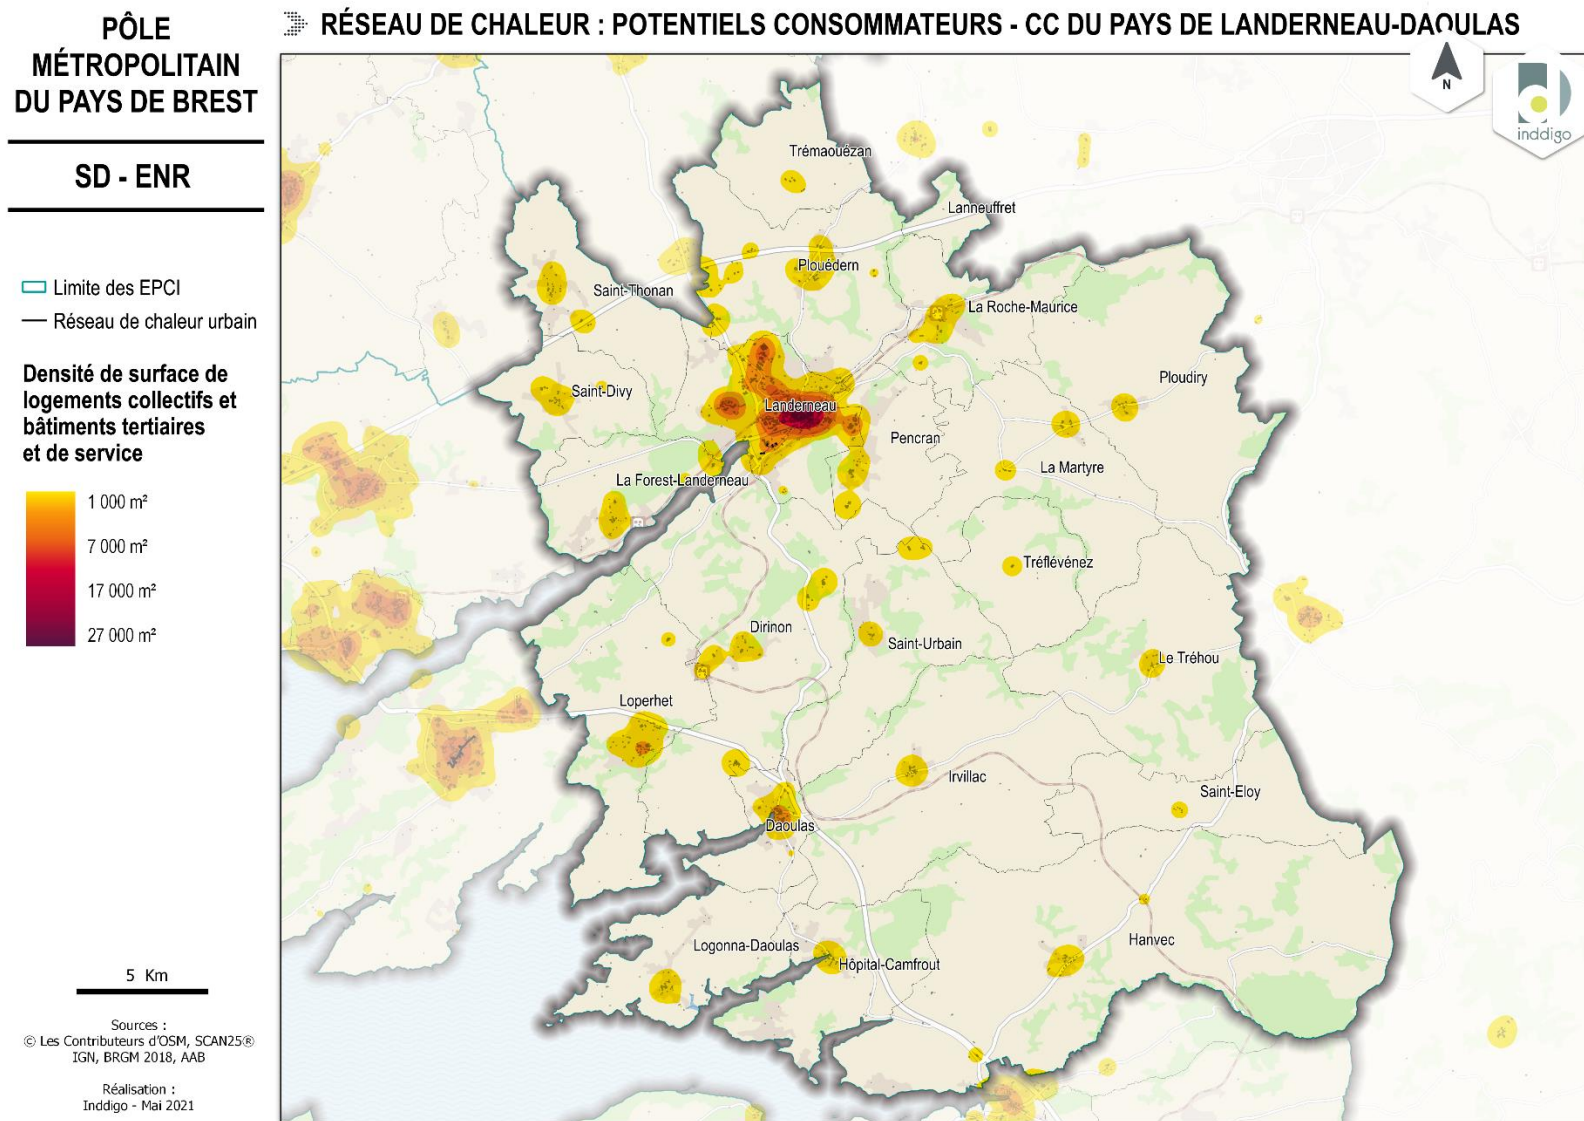 PÔLE
MÉTROPOLITAIN
DU PAYS DE BREST
SD - ENR
RÉSEAU DE CHALEUR : POTENTIELS CONSOMMATEURS - CC DU PAYS DE LANDERNEAU-DAOULAS
N
inddigo
Limite des EPCI
Réseau de chaleur urbain
Densité de surface de
logements collectifs et
bâtiments tertiaires
et de service
1 000 m²
7 000 m²
17 000 m²
27 000 m²
5 Km
Sources :
© Les Contributeurs d'OSM, SCAN25®
IGN, BRGM 2018, AAB
Réalisation :
Inddigo - Mai 2021
Trémaouézan
Lanneuffret
Plouédern
Saint-Thonan
La Roche-Maurice
Saint-Divy
Landerneau
Ploudiry
Pencran
La Martyre
La Forest-Landerneau
Tréflévénez
Dirinon
Saint-Urbain
Le Tréhou
Loperhet
Irvillac
Saint-Eloy
Daoulas
Logonna-Daoulas
Hôpital-Camfrout
Hanvec